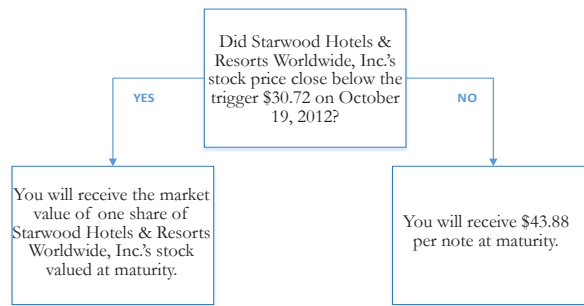 Did Starwood Hotels &
Resorts Worldwide, Inc.'s
stock price close below the
trigger $30.72 on October
19, 2012?
YES
NO
You will receive the market
value of one share of
Starwood Hotels & Resorts
Worldwide, Inc.'s stock
valued at maturity.
You will receive $43.88
per note at maturity.